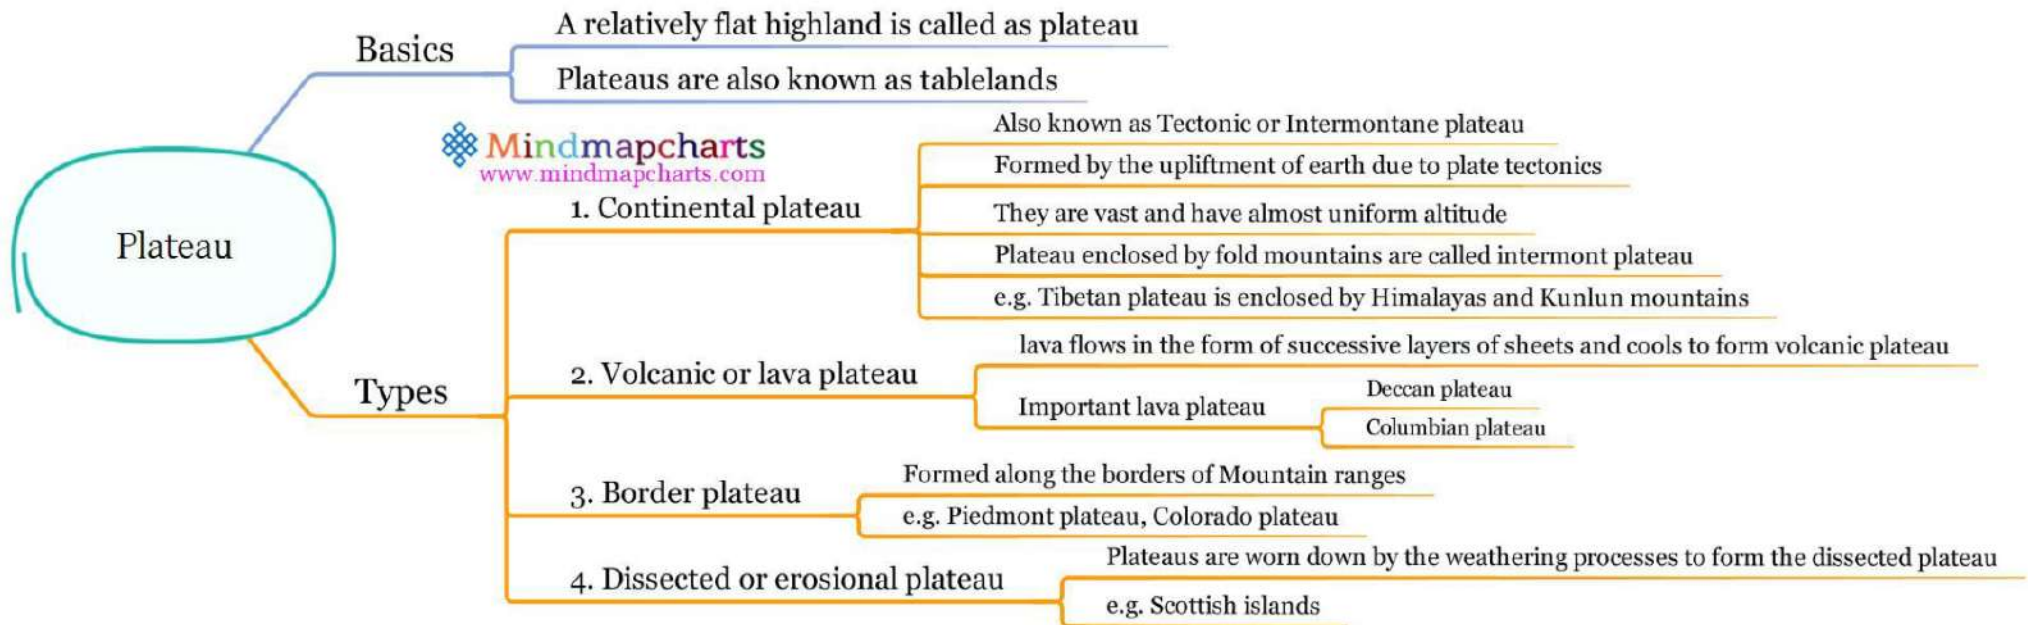 Plateau
Basics
A relatively flat highland is called as plateau
Plateaus are also known as tablelands
Mindmapcharts
www.mindmapcharts.com
Types
1. Continental plateau
Also known as Tectonic or Intermontane plateau
Formed by the upliftment of earth due to plate tectonics
They are vast and have almost uniform altitude
Plateau enclosed by fold mountains are called intermont plateau
e.g. Tibetan plateau is enclosed by Himalayas and Kunlun mountains
2. Volcanic or lava plateau
lava flows in the form of successive layers of sheets and cools to form volcanic plateau
Important lava plateau
Deccan plateau
Columbian plateau
3. Border plateau
Formed along the borders of Mountain ranges
e.g. Piedmont plateau, Colorado plateau
4. Dissected or erosional plateau
Plateaus are worn down by the weathering processes to form the dissected plateau
e.g. Scottish islands